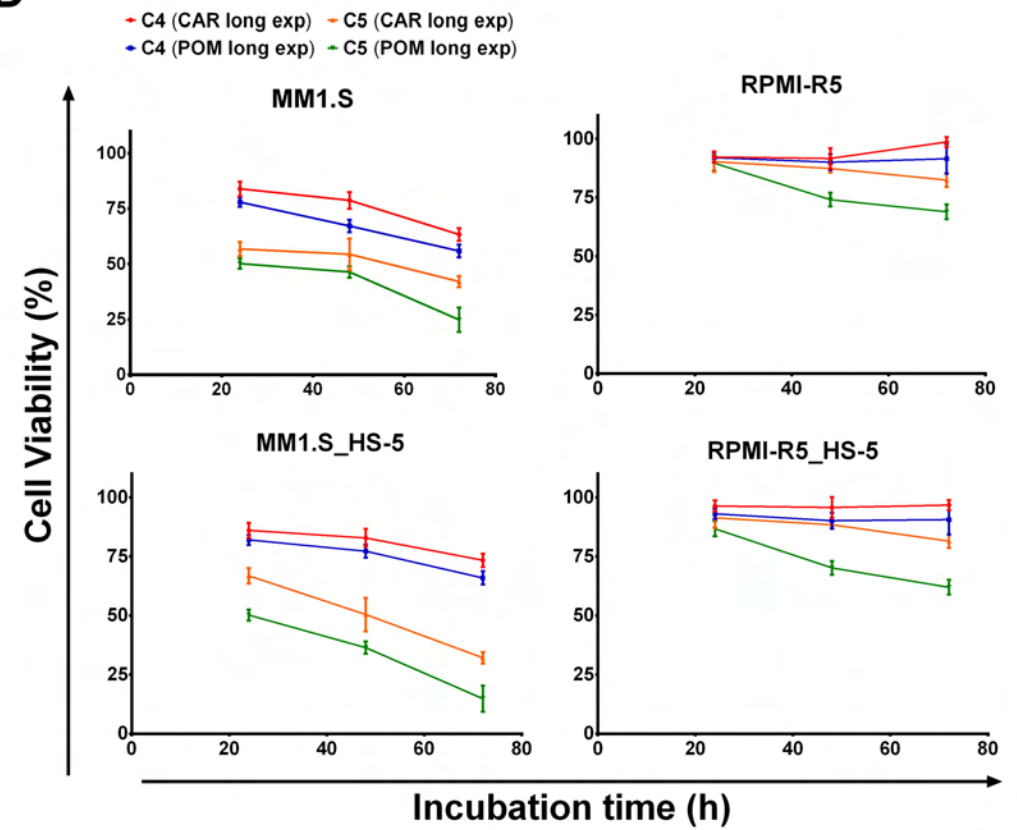 C4 (CAR long exp) C5 (CAR long exp)
C4 (POM long exp) C5 (POM long exp)
Cell Viability (%)
MM1.S
100
75
50
25
0
0 20 40 60 80
RPMI-R5
100
75
50
25
0
0 20 40 60 80
MM1.S_HS-5
100
75
50
25
0
0 20 40 60 80
RPMI-R5_HS-5
100
75
50
25
0
0 20 40 60 80
Incubation time (h)